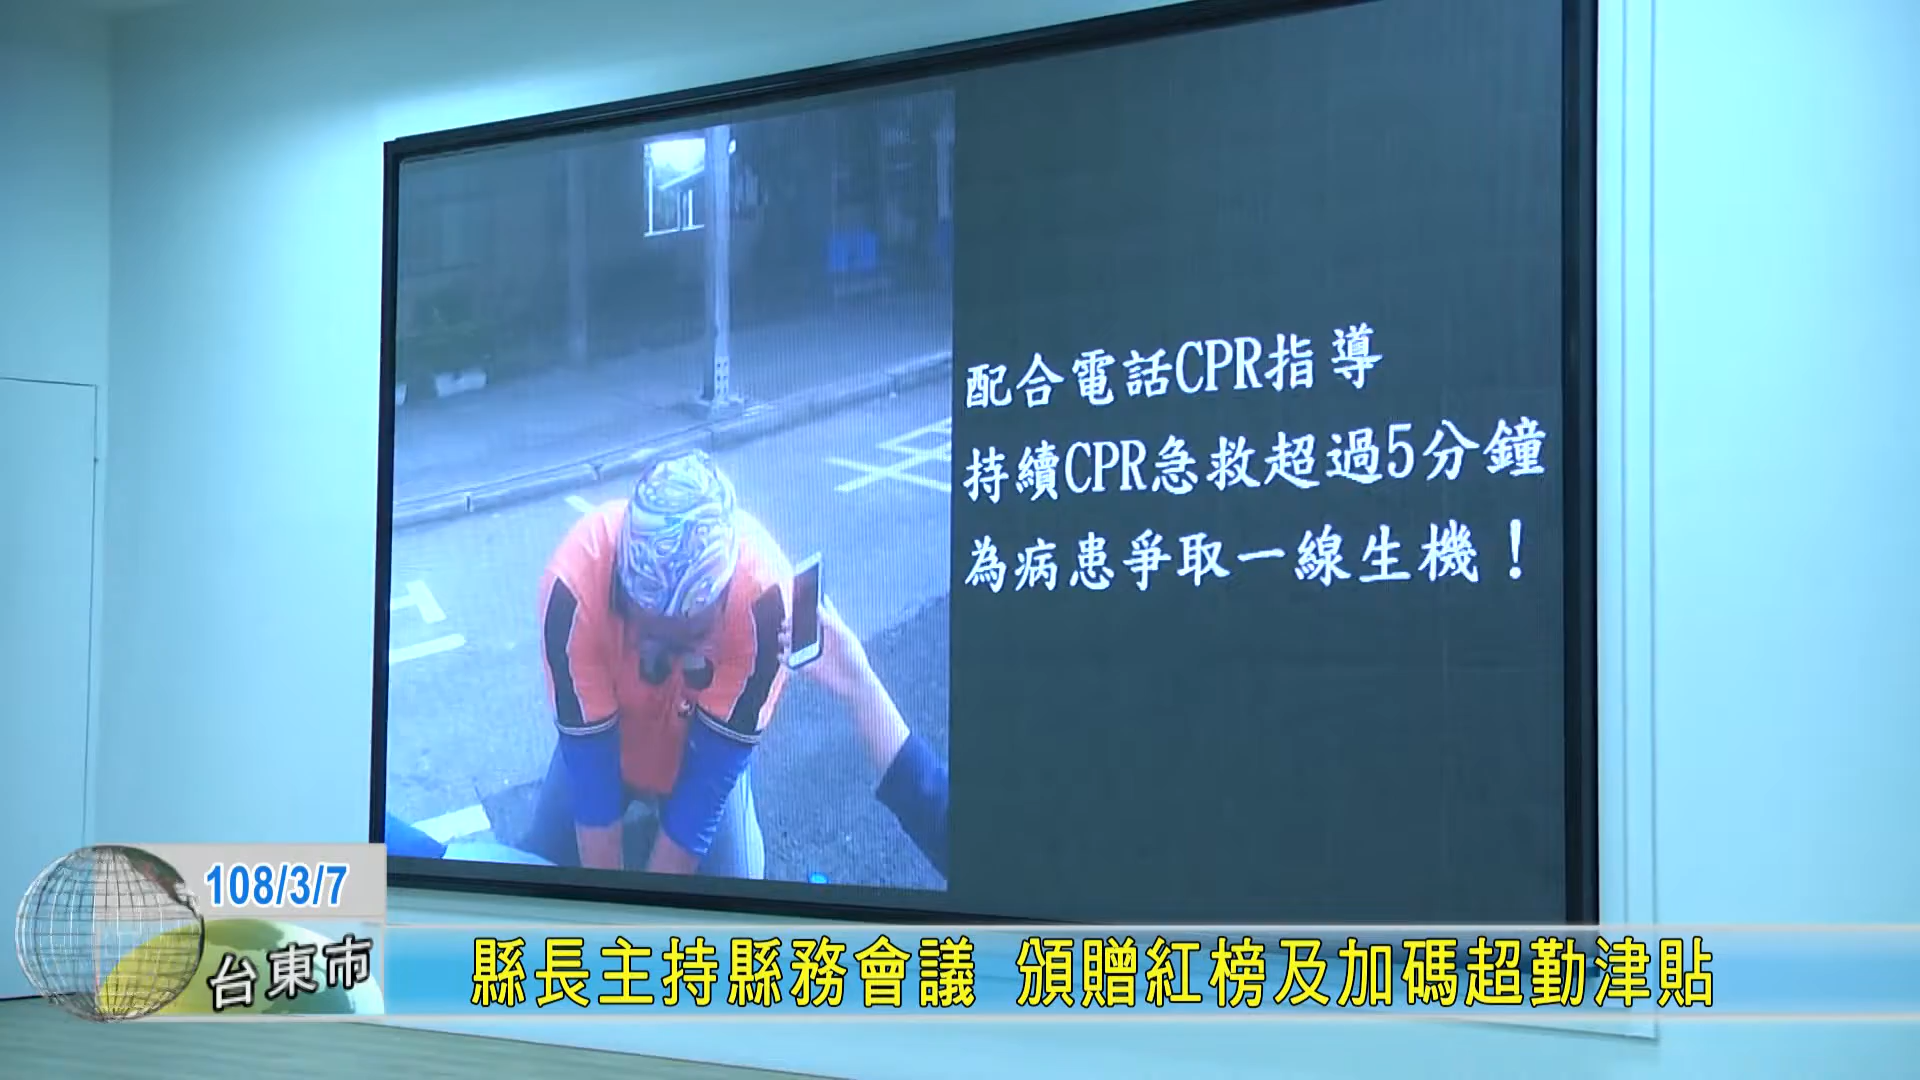 配合電話CPR指導
持續CPR急救超過5分鐘
為病患爭取一線生機！
108/3/7
台東市
縣長主持縣務會議 頒贈紅榜及加碼超勤津貼